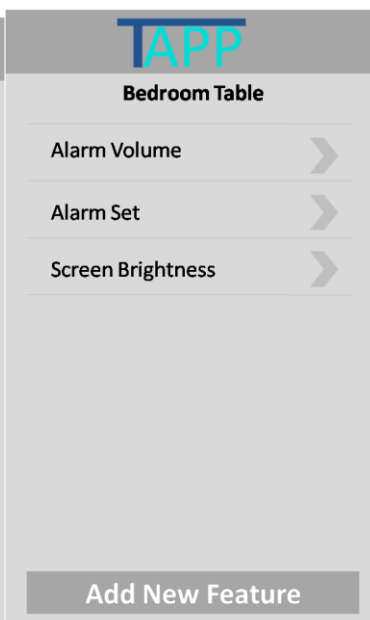 TAPP
Bedroom Table
Alarm Volume
Alarm Set
Screen Brightness
Add New Feature